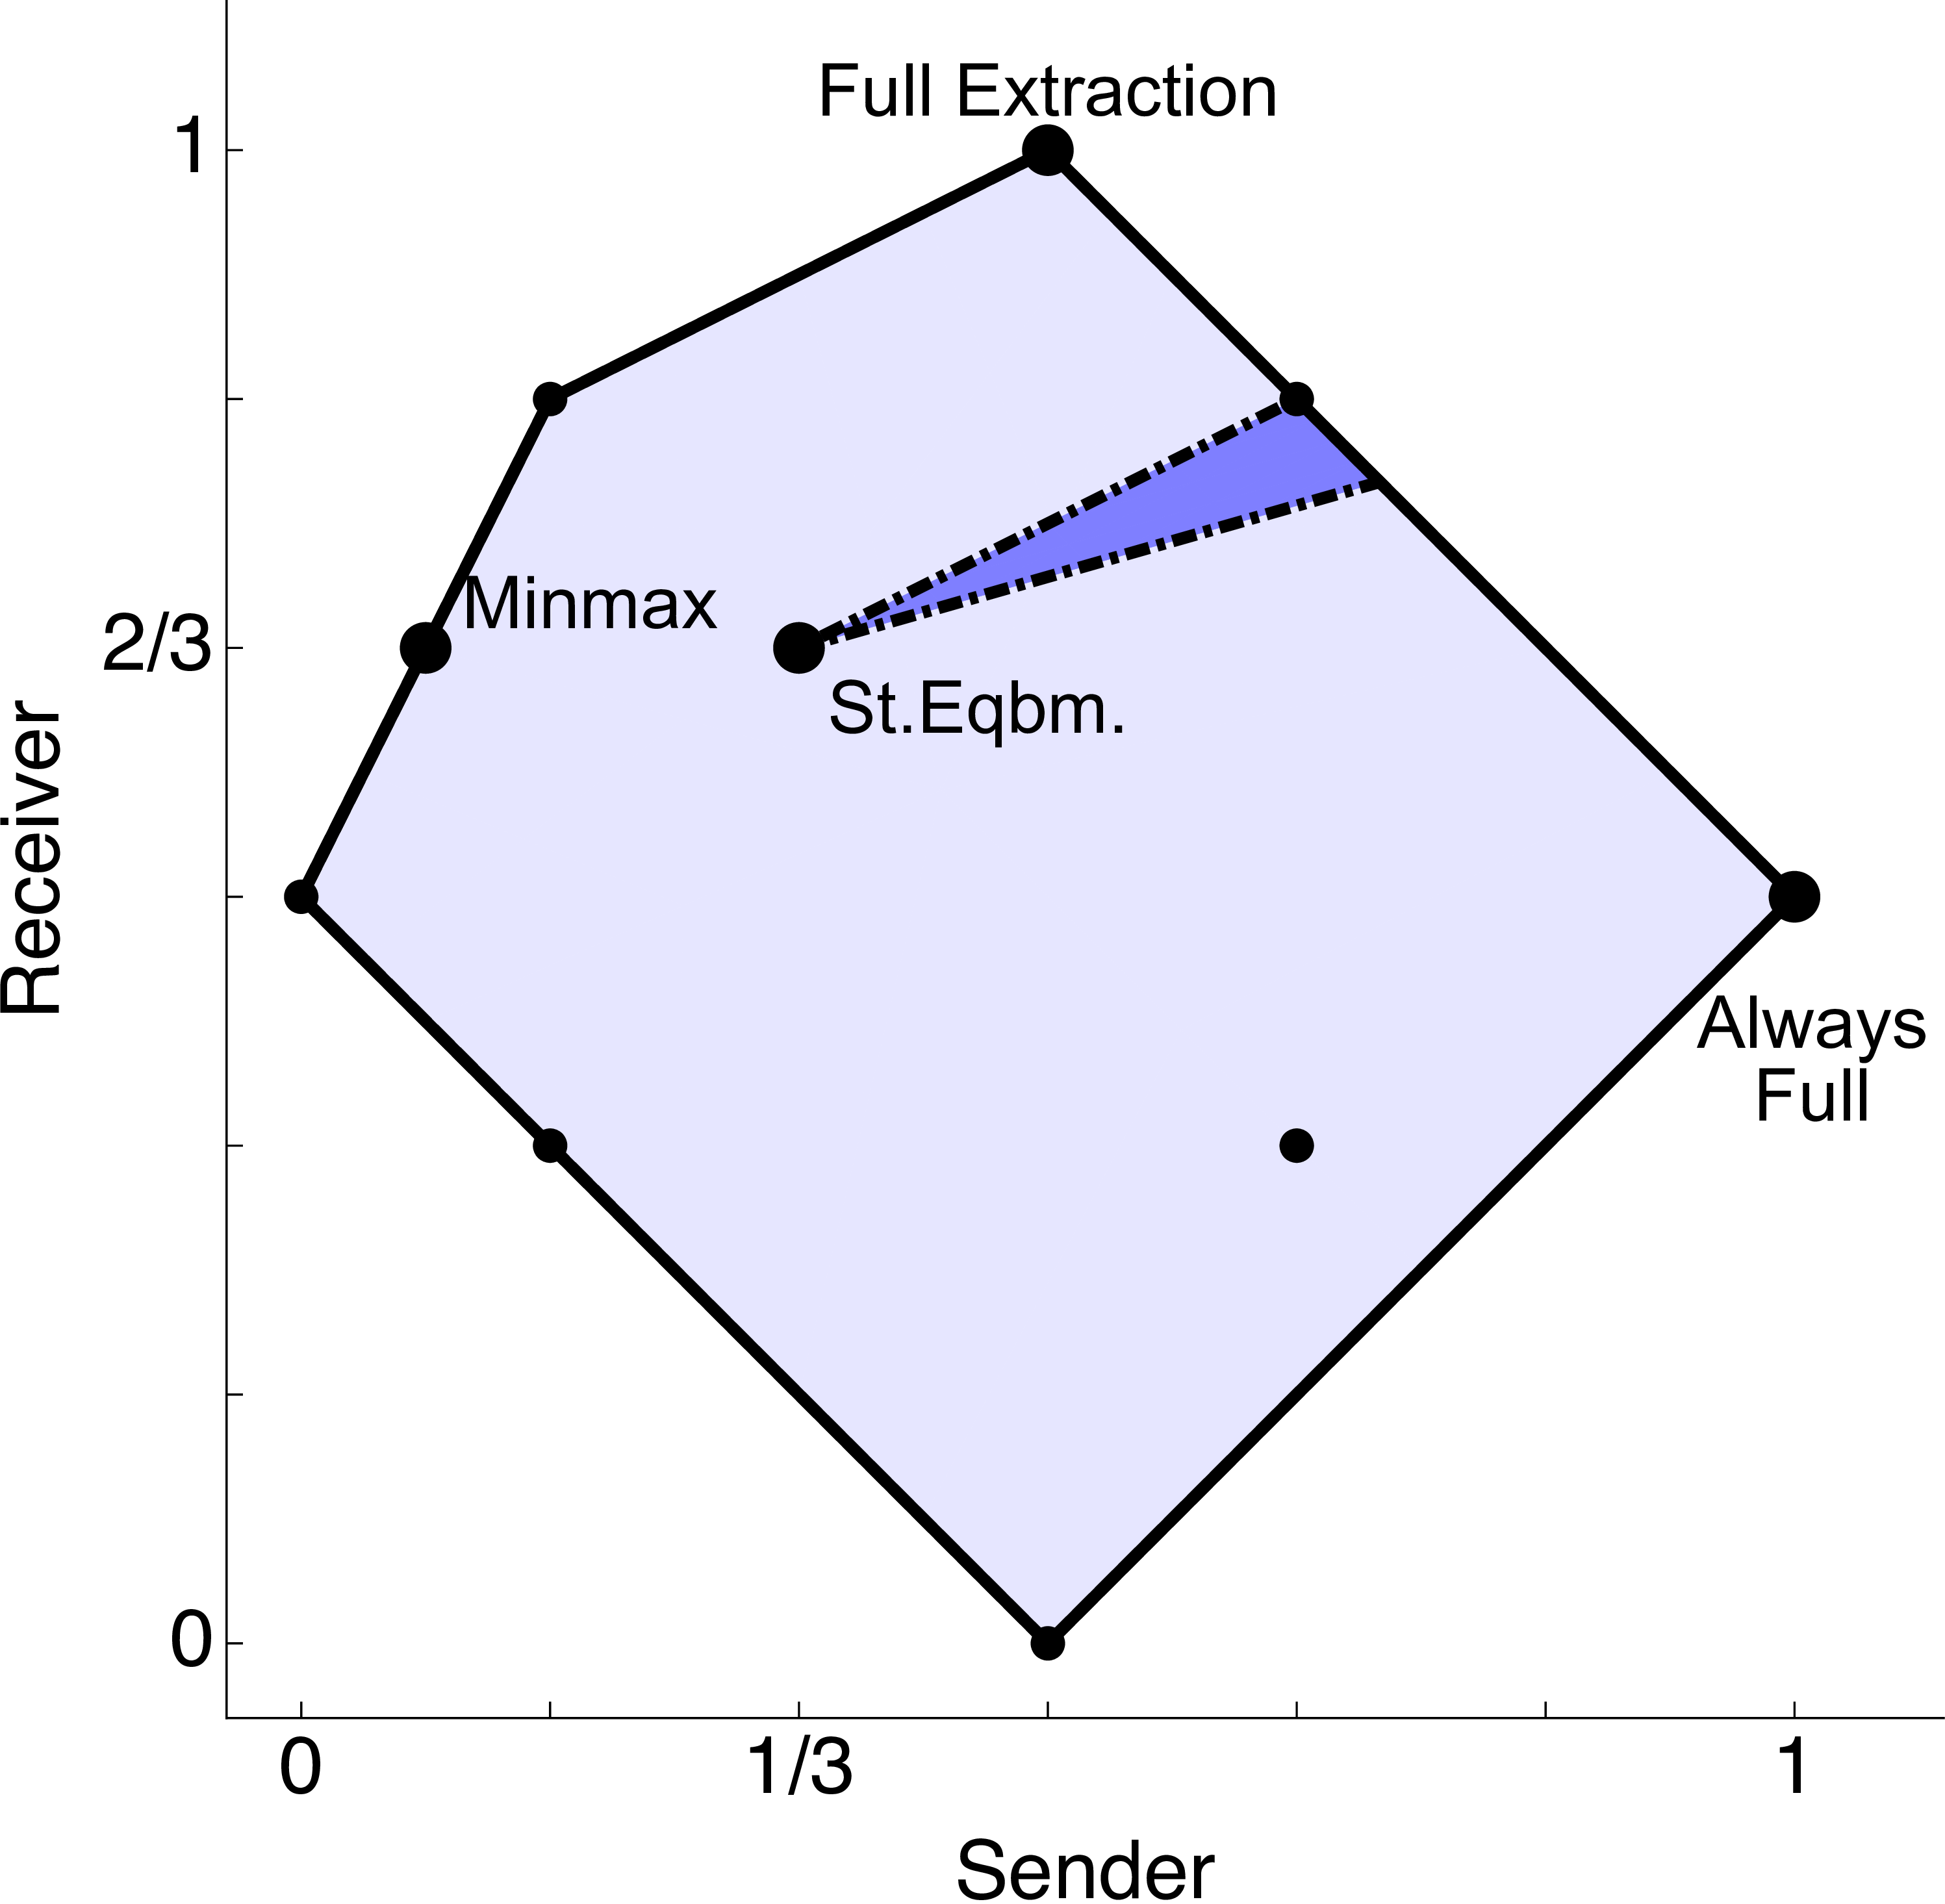 Full Extraction
1
Minmax
2/3
St.Eqbm.
Receiver
Always
Full
0
0
1/3
1
Sender